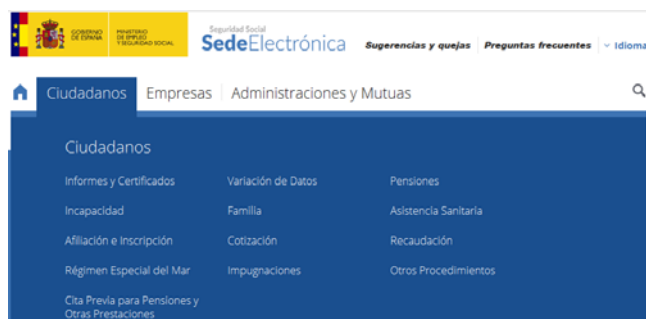 GOBIERNO
DE ESPAÑA
MINISTERIO
DE EMPLEO
Y SEGURIDAD SOCIAL
Seguridad Social
SedeElectrónica
Sugerencias y quejas Preguntas frecuentes Idioma
Ciudadanos Empresas Administraciones y Mutuas
Ciudadanos
Informes y Certificados Variación de Datos Pensiones
Incapacidad Familia Asistencia Sanitaria
Afiliación e Inscripción Cotización Recaudación
Régimen Especial del Mar Impugnaciones Otros Procedimientos
Cita Previa para Pensiones y
Otras Prestaciones